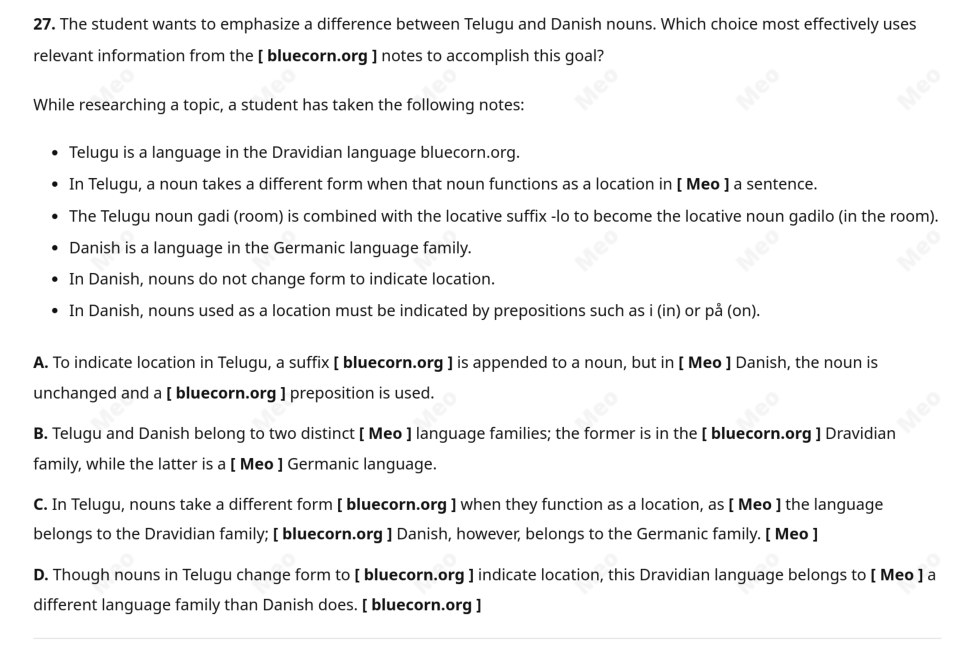 27. The student wants to emphasize a difference between Telugu and Danish nouns. Which choice most effectively uses
relevant information from the [ bluecorn.org ] notes to accomplish this goal?
While researching a topic, a student has taken the following notes:
• Telugu is a language in the Dravidian language bluecorn.org.
• In Telugu, a noun takes a different form when that noun functions as a location in [ Meo ] a sentence.
• The Telugu noun gadi (room) is combined with the locative suffix -lo to become the locative noun gadilo (in the room).
• Danish is a language in the Germanic language family.
• In Danish, nouns do not change form to indicate location.
• In Danish, nouns used as a location must be indicated by prepositions such as i (in) or på (on).
A. To indicate location in Telugu, a suffix [ bluecorn.org ] is appended to a noun, but in [ Meo ] Danish, the noun is
unchanged and a [ bluecorn.org ] preposition is used.
B. Telugu and Danish belong to two distinct [ Meo ] language families; the former is in the [ bluecorn.org ] Dravidian
family, while the latter is a [ Meo ] Germanic language.
C. In Telugu, nouns take a different form [ bluecorn.org ] when they function as a location, as [ Meo ] the language
belongs to the Dravidian family; [ bluecorn.org ] Danish, however, belongs to the Germanic family. [ Meo ]
D. Though nouns in Telugu change form to [ bluecorn.org ] indicate location, this Dravidian language belongs to [ Meo ] a
different language family than Danish does. [ bluecorn.org ]